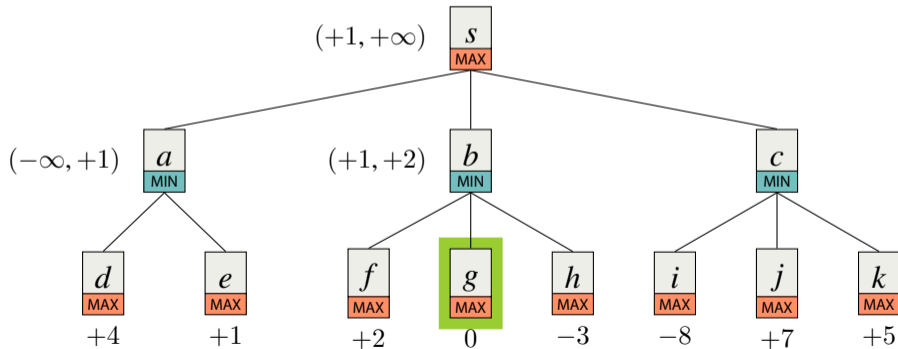 (+1, +∞) s
MAX
(−∞, +1) a (+1, +2) b c
MIN MIN MIN
d e f g h i j k
MAX MAX MAX MAX MAX MAX MAX MAX
+4 +1 +2 0 −3 −8 +7 +5